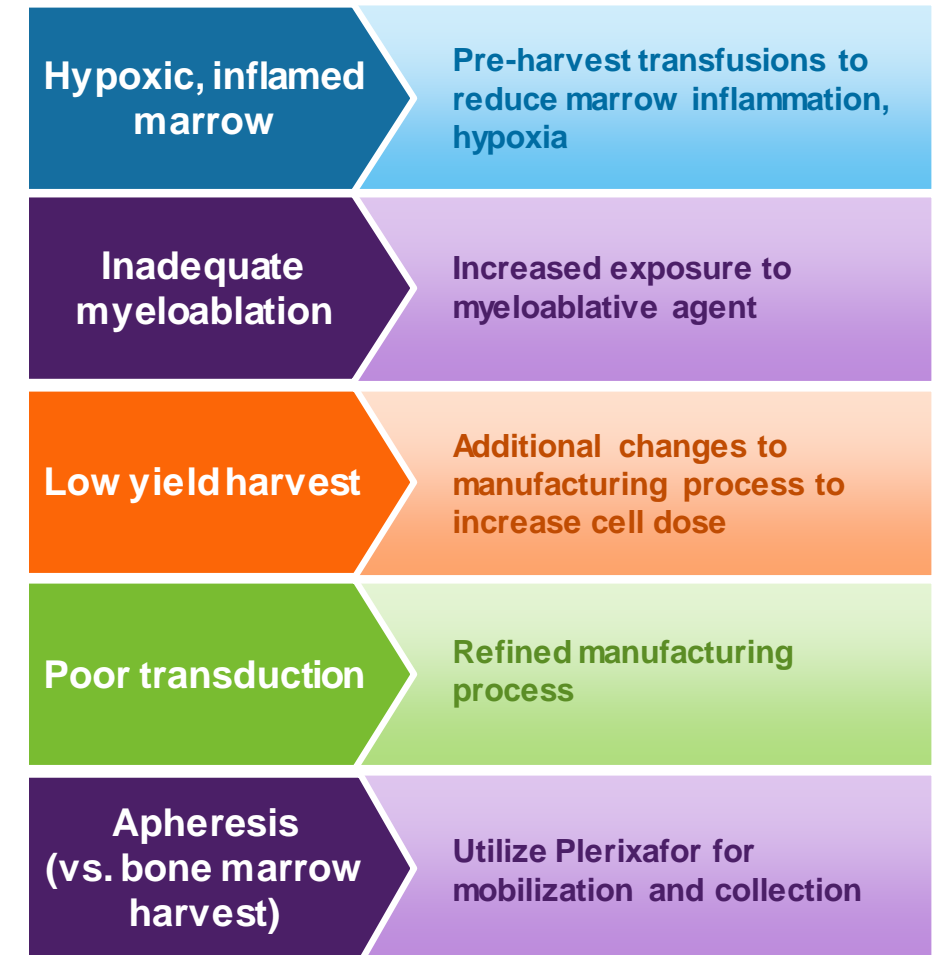 Hypoxic, inflamed
marrow
Pre-harvest transfusions to
reduce marrow inflammation,
hypoxia
Inadequate
myeloablation
Increased exposure to
myeloablative agent
Low yield harvest
Additional changes to
manufacturing process to
increase cell dose
Poor transduction
Refined manufacturing
process
Apheresis
(vs. bone marrow
harvest)
Utilize Plerixafor for
mobilization and collection